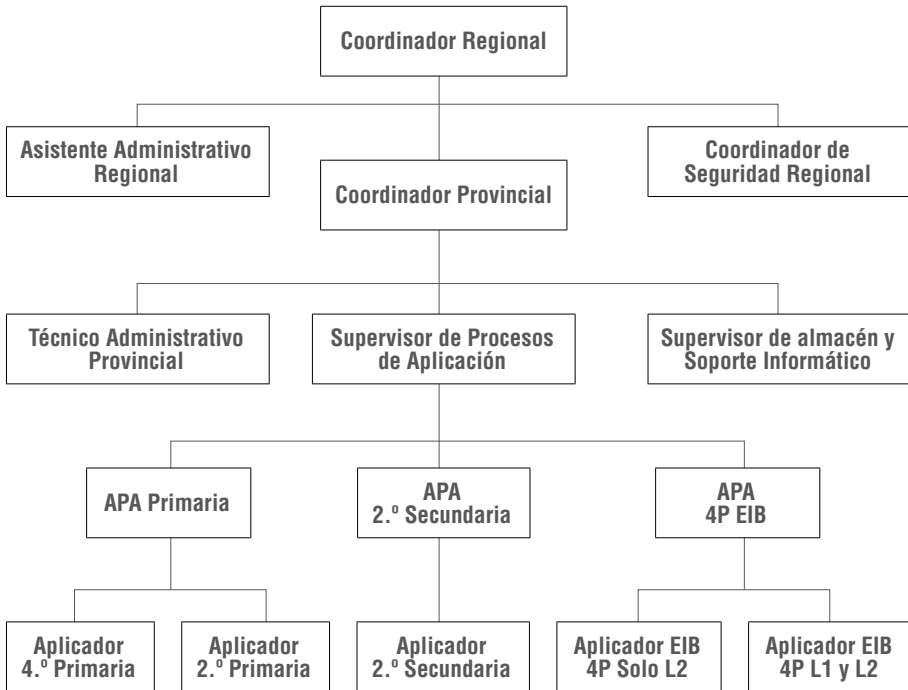 Coordinador Regional
Asistente Administrativo
Regional
Coordinador de
Seguridad Regional
Coordinador Provincial
Técnico Administrativo
Provincial
Supervisor de Procesos
de Aplicación
Supervisor de almacén y
Soporte Informático
APA Primaria
APA
2.º Secundaria
APA
4P EIB
Aplicador
4.º Primaria
Aplicador
2.º Primaria
Aplicador
2.º Secundaria
Aplicador EIB
4P Solo L2
Aplicador EIB
4P L1 y L2